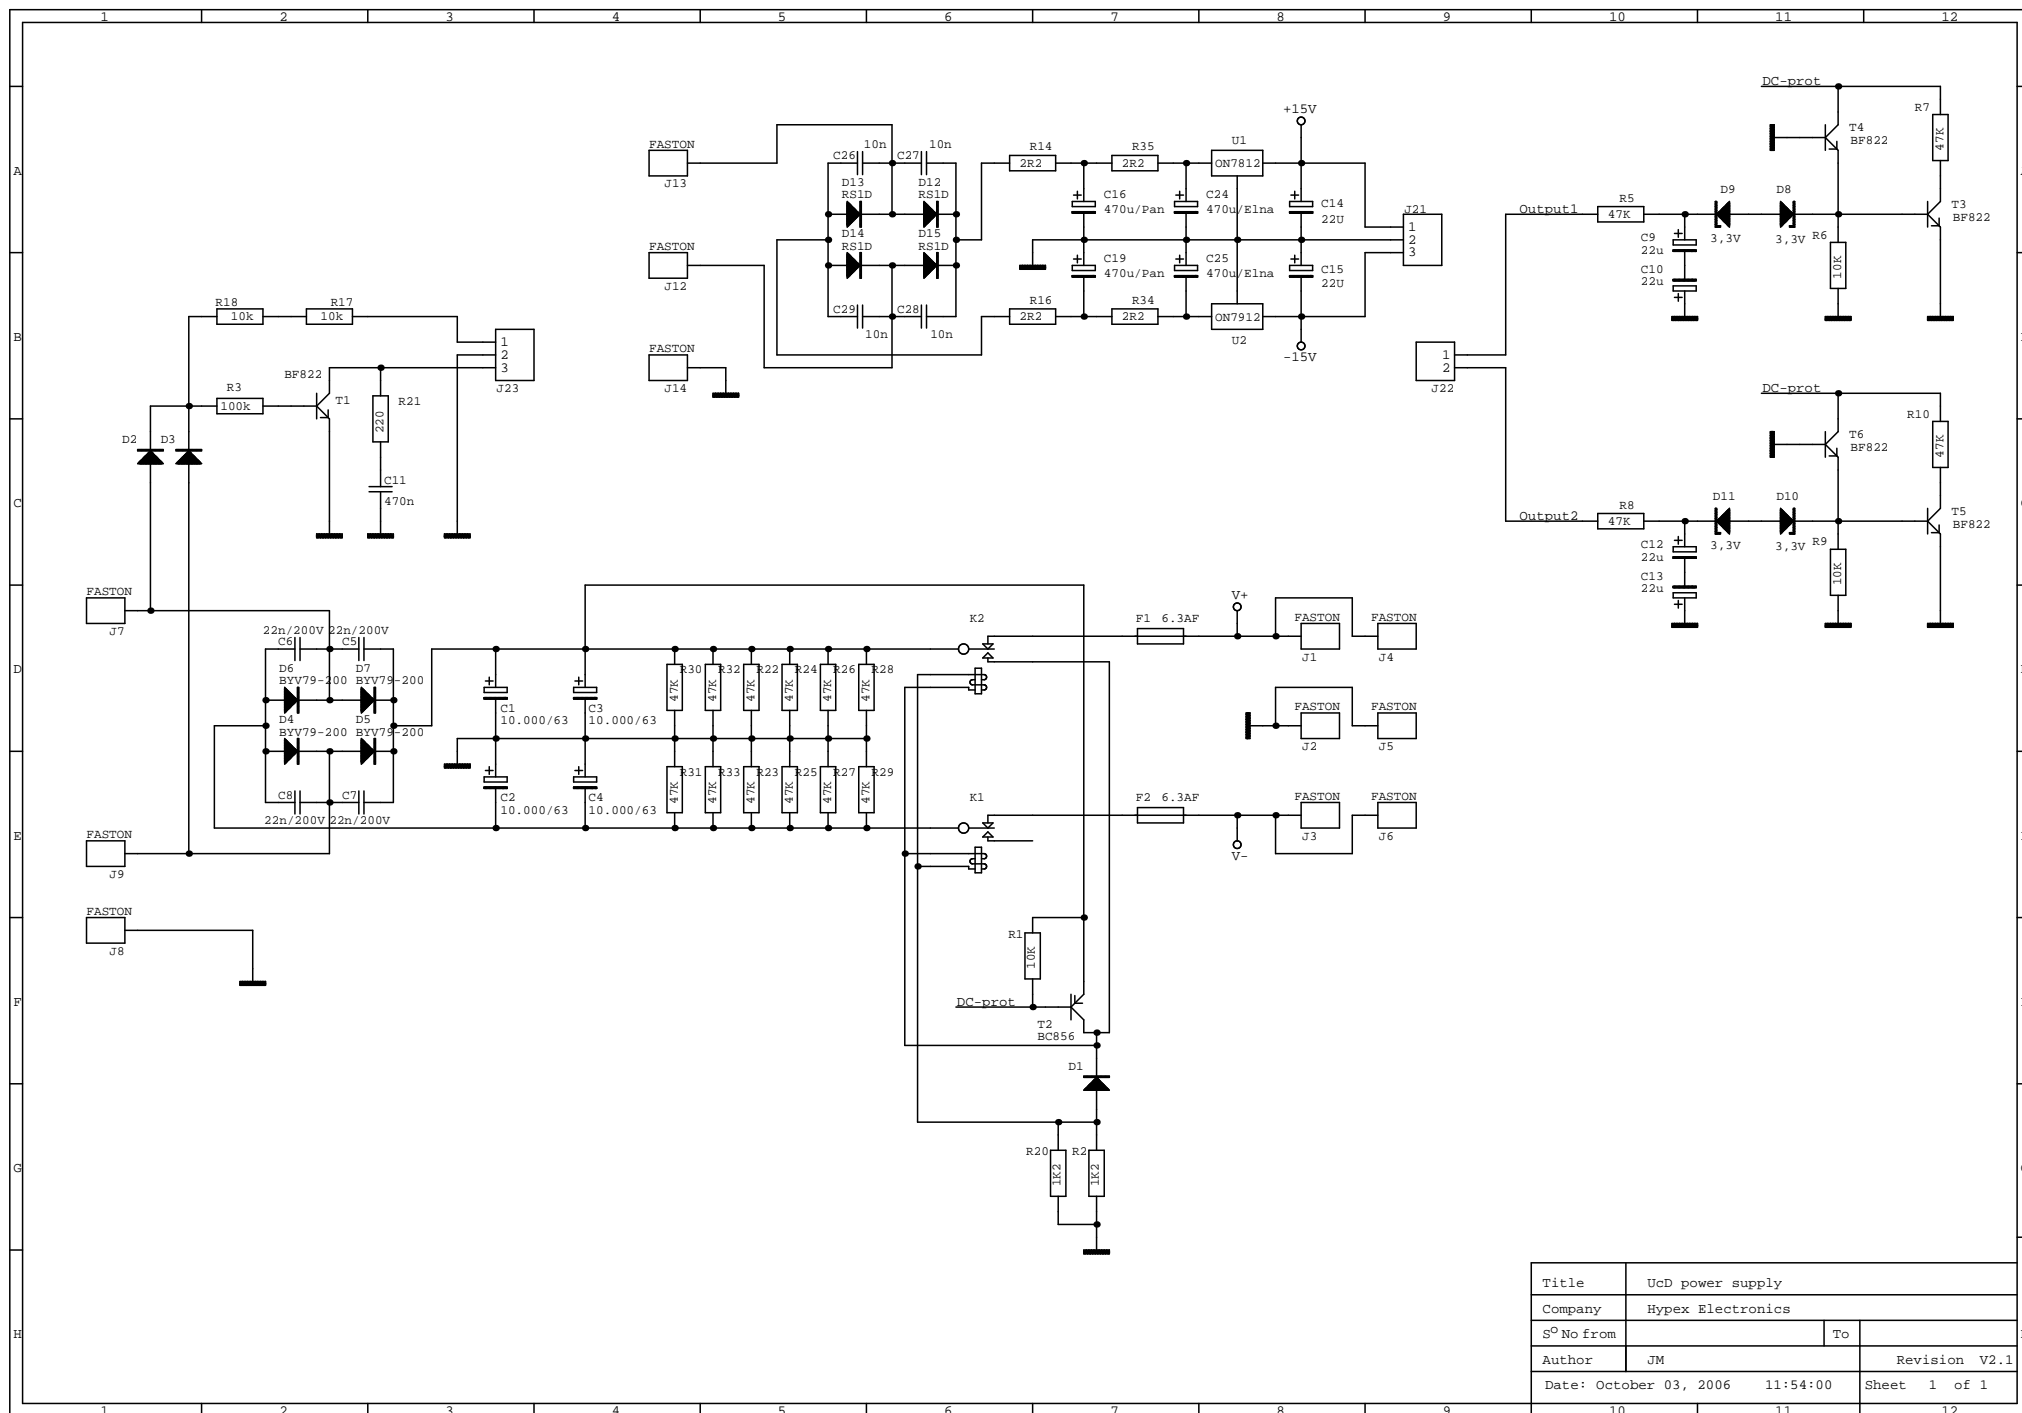 1 2 3 4 5 6 7 8 9 10 11 12
A
B
C
D
E
F
G
H
FASTON
J13
FASTON
J12
FASTON
J14
10n 10n
C26 C27
D13 D12
RS1D RS1D
D14 D15
RS1D RS1D
C29 C28
10n 10n
R14 R35
2R2 2R2
C16
470u/Pan
C24
470u/Elna
C19
470u/Pan
C25
470u/Elna
R16 R34
2R2 2R2
U1
ON7812
ON7912
U2
+15V
-15V
C14
22U
C15
22U
J21
1
2
3
1
2
J22
DC-prot
R7
47K
T4
BF822
Output1
R5
47K
D9 D8
3,3V 3,3V
C9
22u
C10
22u
R6
10K
T3
BF822
DC-prot
R10
47K
T6
BF822
Output2
R8
47K
D11 D10
3,3V 3,3V
C12
22u
C13
22u
R9
10K
T5
BF822
R18 R17
10k 10k
R3
100k
BF822
T1
R21
220
C11
470n
1
2
3
J23
D2 D3
FASTON
J7
FASTON
J9
FASTON
J8
22n/200V 22n/200V
C6 C5
D6 D7
BYV79-200 BYV79-200
D4 D5
BYV79-200 BYV79-200
C8 C7
22n/200V 22n/200V
C1
10.000/63
C3
10.000/63
C2
10.000/63
C4
10.000/63
R30 R32 R22 R24 R26 R28
47K 47K 47K 47K 47K 47K
R31 R33 R23 R25 R27 R29
47K 47K 47K 47K 47K 47K
K2
K1
F1 6.3AF
F2 6.3AF
V+
V-
FASTON FASTON
J1 J4
FASTON FASTON
J2 J5
FASTON FASTON
J3 J6
R1
10K
DC-prot
T2
BC856
D1
R20 R2
1K2 1K2
Title UcD power supply
Company Hypex Electronics
S° No from To
Author JM Revision V2.1
Date: October 03, 2006 11:54:00 Sheet 1 of 1
1 2 3 4 5 6 7 8 9 10 11 12